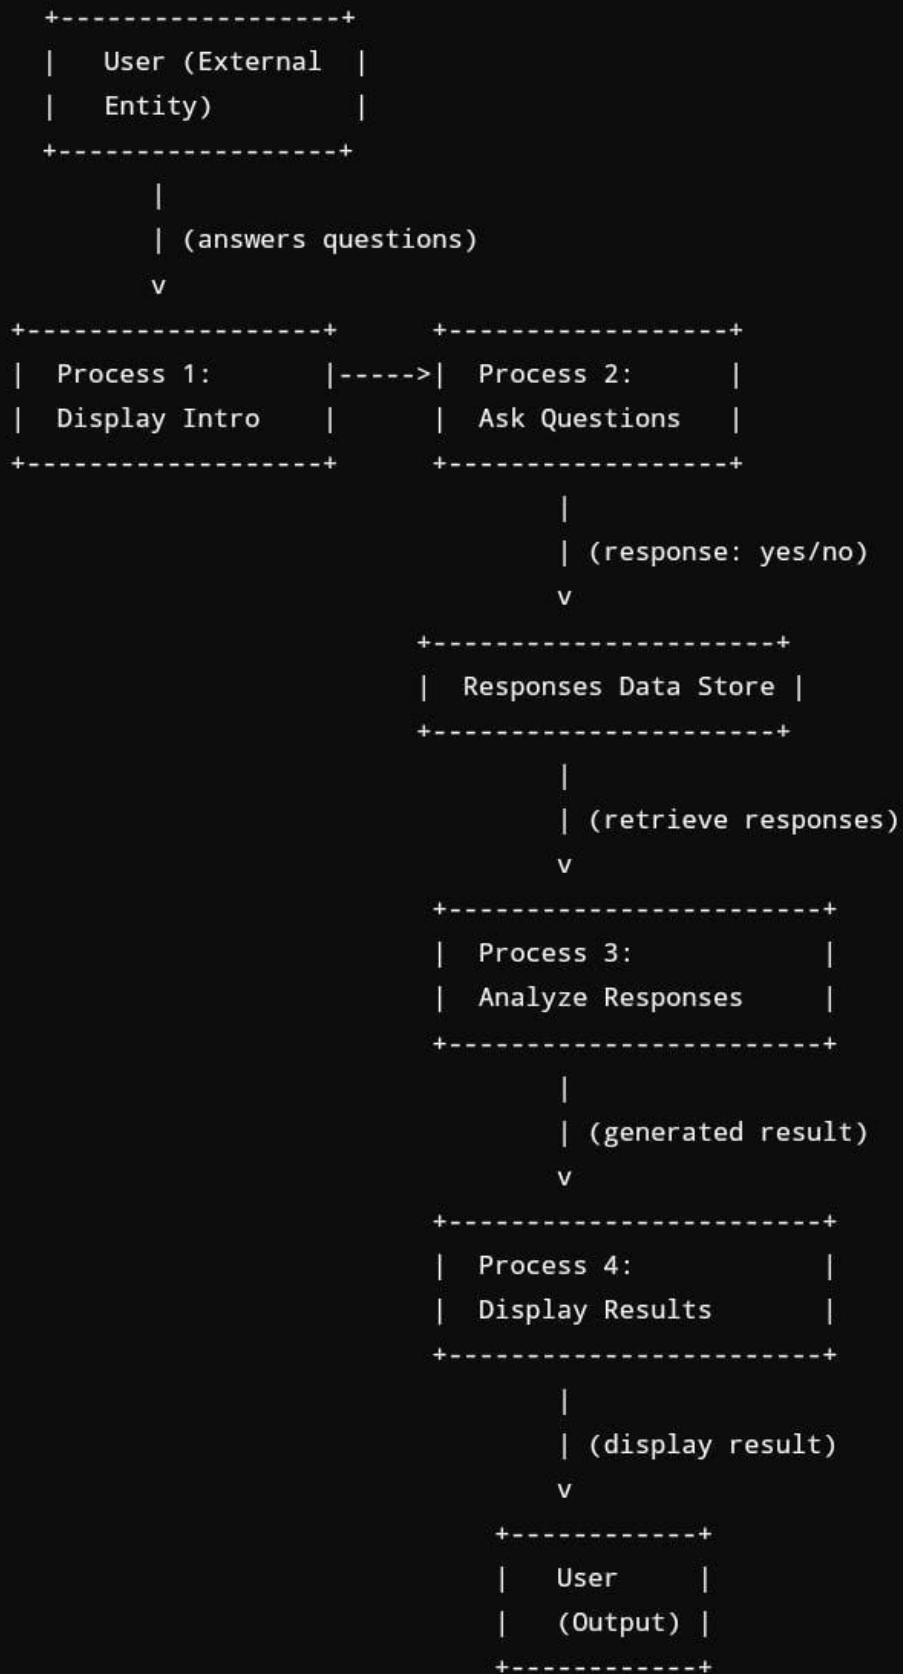 +------------------+
|   User (External  |
|   Entity)         |
+------------------+
|
| (answers questions)
v
+-------------------+      +------------------+
|  Process 1:       |----->|  Process 2:      |
|  Display Intro    |      |  Ask Questions   |
+-------------------+      +------------------+
|
| (response: yes/no)
v
+----------------------+
|  Responses Data Store |
+----------------------+
|
| (retrieve responses)
v
+------------------------+
|  Process 3:            |
|  Analyze Responses     |
+------------------------+
|
| (generated result)
v
+------------------------+
|  Process 4:            |
|  Display Results       |
+------------------------+
|
| (display result)
v
+------------+
|   User     |
|   (Output) |
+------------+